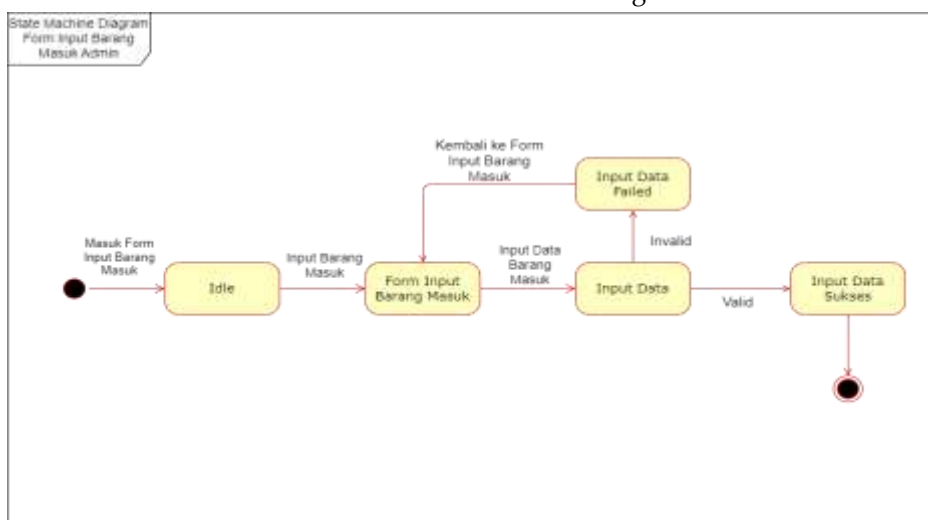 State Machine Diagram
Form Input Barang
Masuk Admin
Kembali ke Form
Input Barang
Masuk
Input Data
Failed
Invalid
Masuk Form
Input Barang
Masuk
Idle
Input Barang
Masuk
Form Input
Barang Masuk
Input Data
Barang
Masuk
Input Data
Valid
Input Data
Sukses